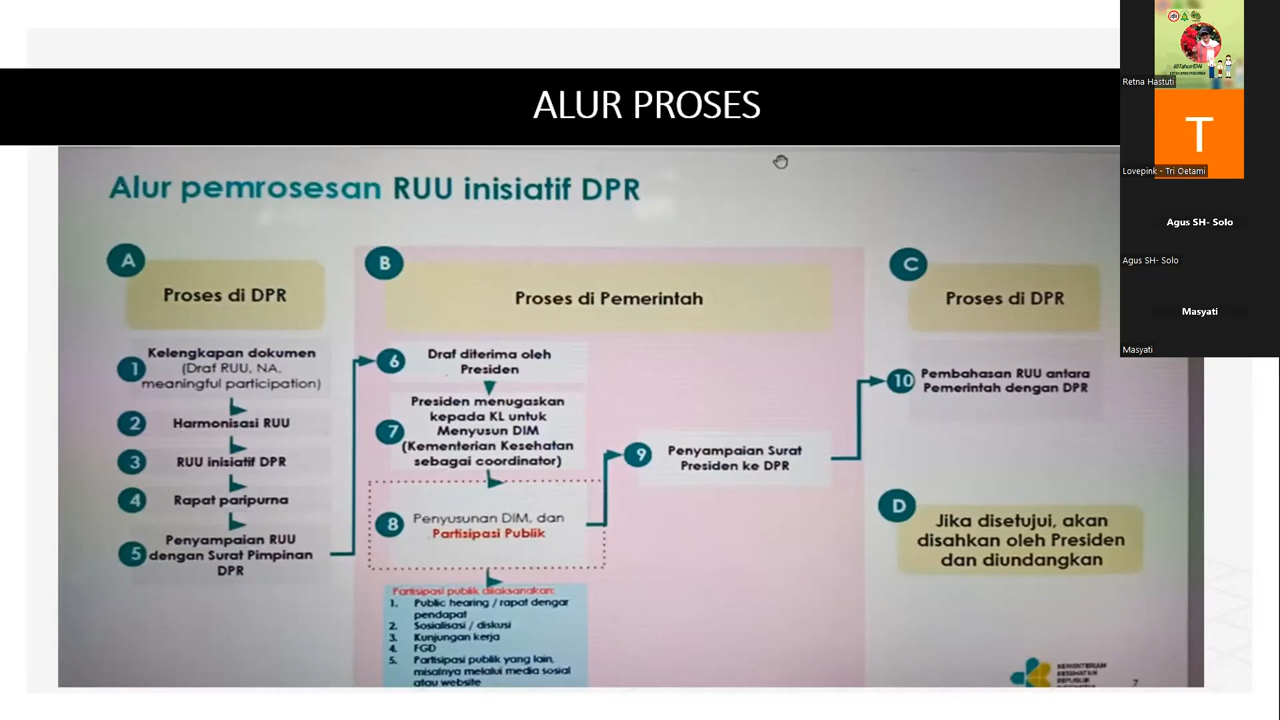 ALUR PROSES
Alur pemrosesan RUU inisiatif DPR
A
Proses di DPR
1
Kelengkapan dokumen
(Draf RUU, NA,
meaningful participation)
2
Harmonisasi RUU
3
RUU inisiatif DPR
4
Rapat paripurna
5
Penyampaian RUU
dengan Surat Pimpinan
DPR
B
Proses di Pemerintah
6
Draf diterima oleh
Presiden
7
Presiden menugaskan
kepada KL untuk
Menyusun DIM
(Kementerian Kesehatan
sebagai coordinator)
8
Penyusunan DIM, dan
Partisipasi Publik
Partisipasi publik dilaksanakan:
1. Public hearing / rapat dengar
pendapat
2. Sosialisasi / diskusi
3. Kunjungan kerja
4. FGD
5. Partisipasi publik yang lain,
misalnya melalui media sosial
atau website
9
Penyampaian Surat
Presiden ke DPR
C
Proses di DPR
10
Pembahasan RUU antara
Pemerintah dengan DPR
D
Jika disetujui, akan
disahkan oleh Presiden
dan diundangkan
KEMENTERIAN
KESEHATAN
REPUBLIK
7
Retna Hastuti
T
Lovepink - Tri Oetami
Agus SH- Solo
Agus SH- Solo
Masyati
Masyati